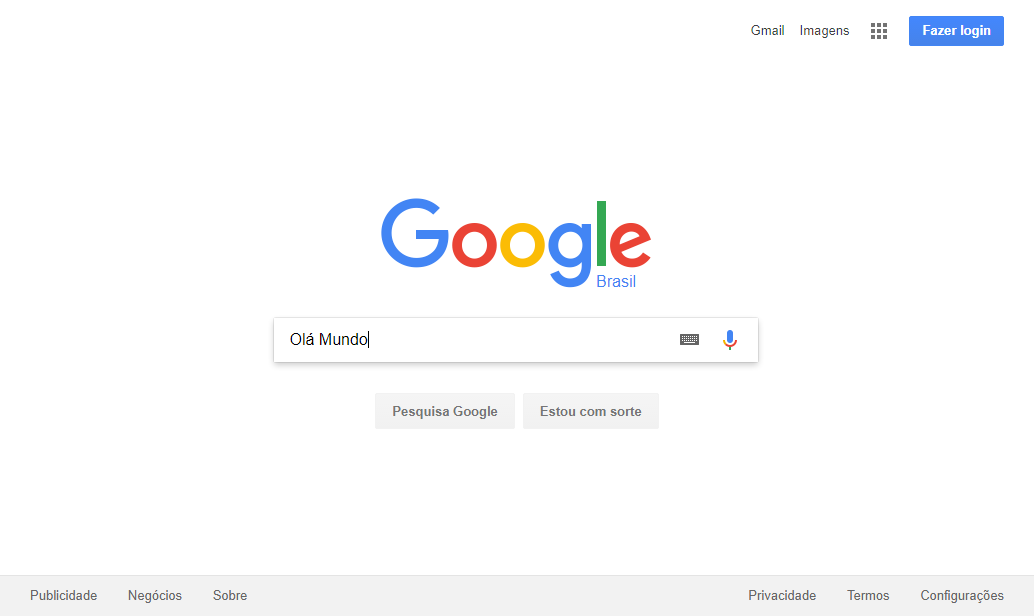 Gmail Imagens Fazer login
Google
Brasil
Olá Mundo
Pesquisa Google Estou com sorte
Publicidade Negócios Sobre Privacidade Termos Configurações